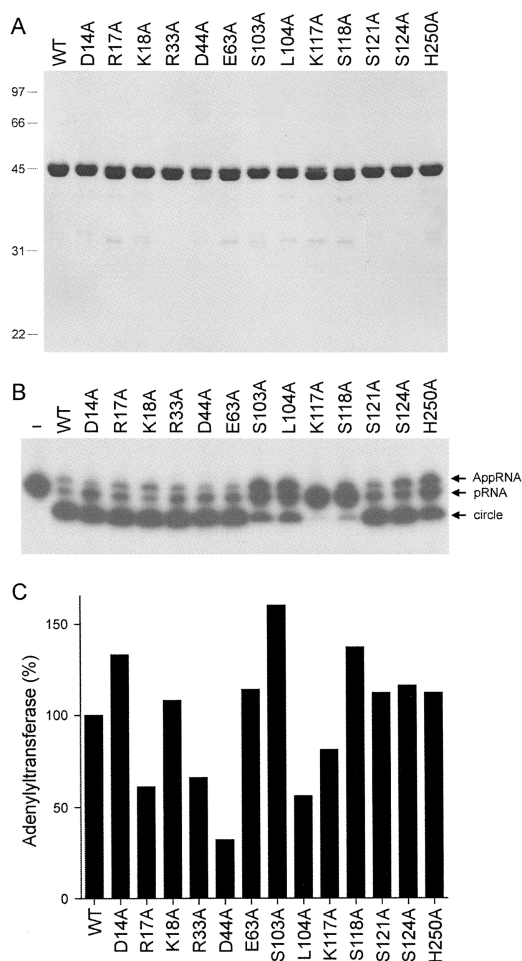 A
WT D14A R17A K18A R33A D44A E63A S103A L104A K117A S118A S121A S124A H250A
97
66
45
31
22
B
– WT D14A R17A K18A R33A D44A E63A S103A L104A K117A S118A S121A S124A H250A
AppRNA
pRNA
circle
C
Adenylyltransferase (%)
150
100
50
0
WT D14A R17A K18A R33A D44A E63A S103A L104A K117A S118A S121A S124A H250A